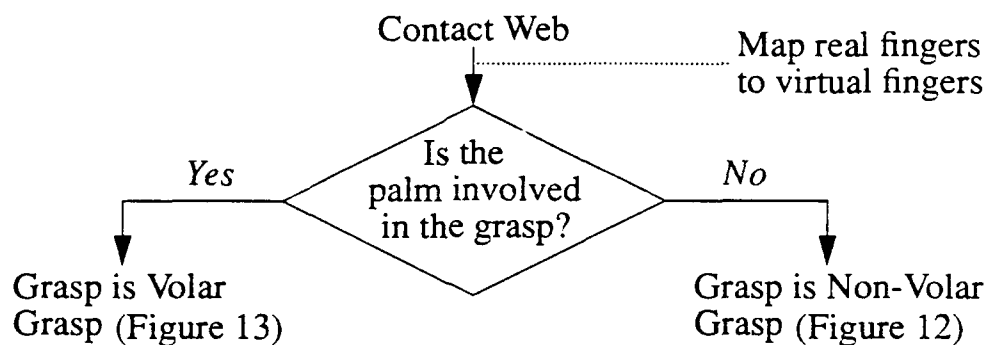 Contact Web
Map real fingers
to virtual fingers
Is the
palm involved
in the grasp?
Yes
No
Grasp is Volar
Grasp (Figure 13)
Grasp is Non-Volar
Grasp (Figure 12)